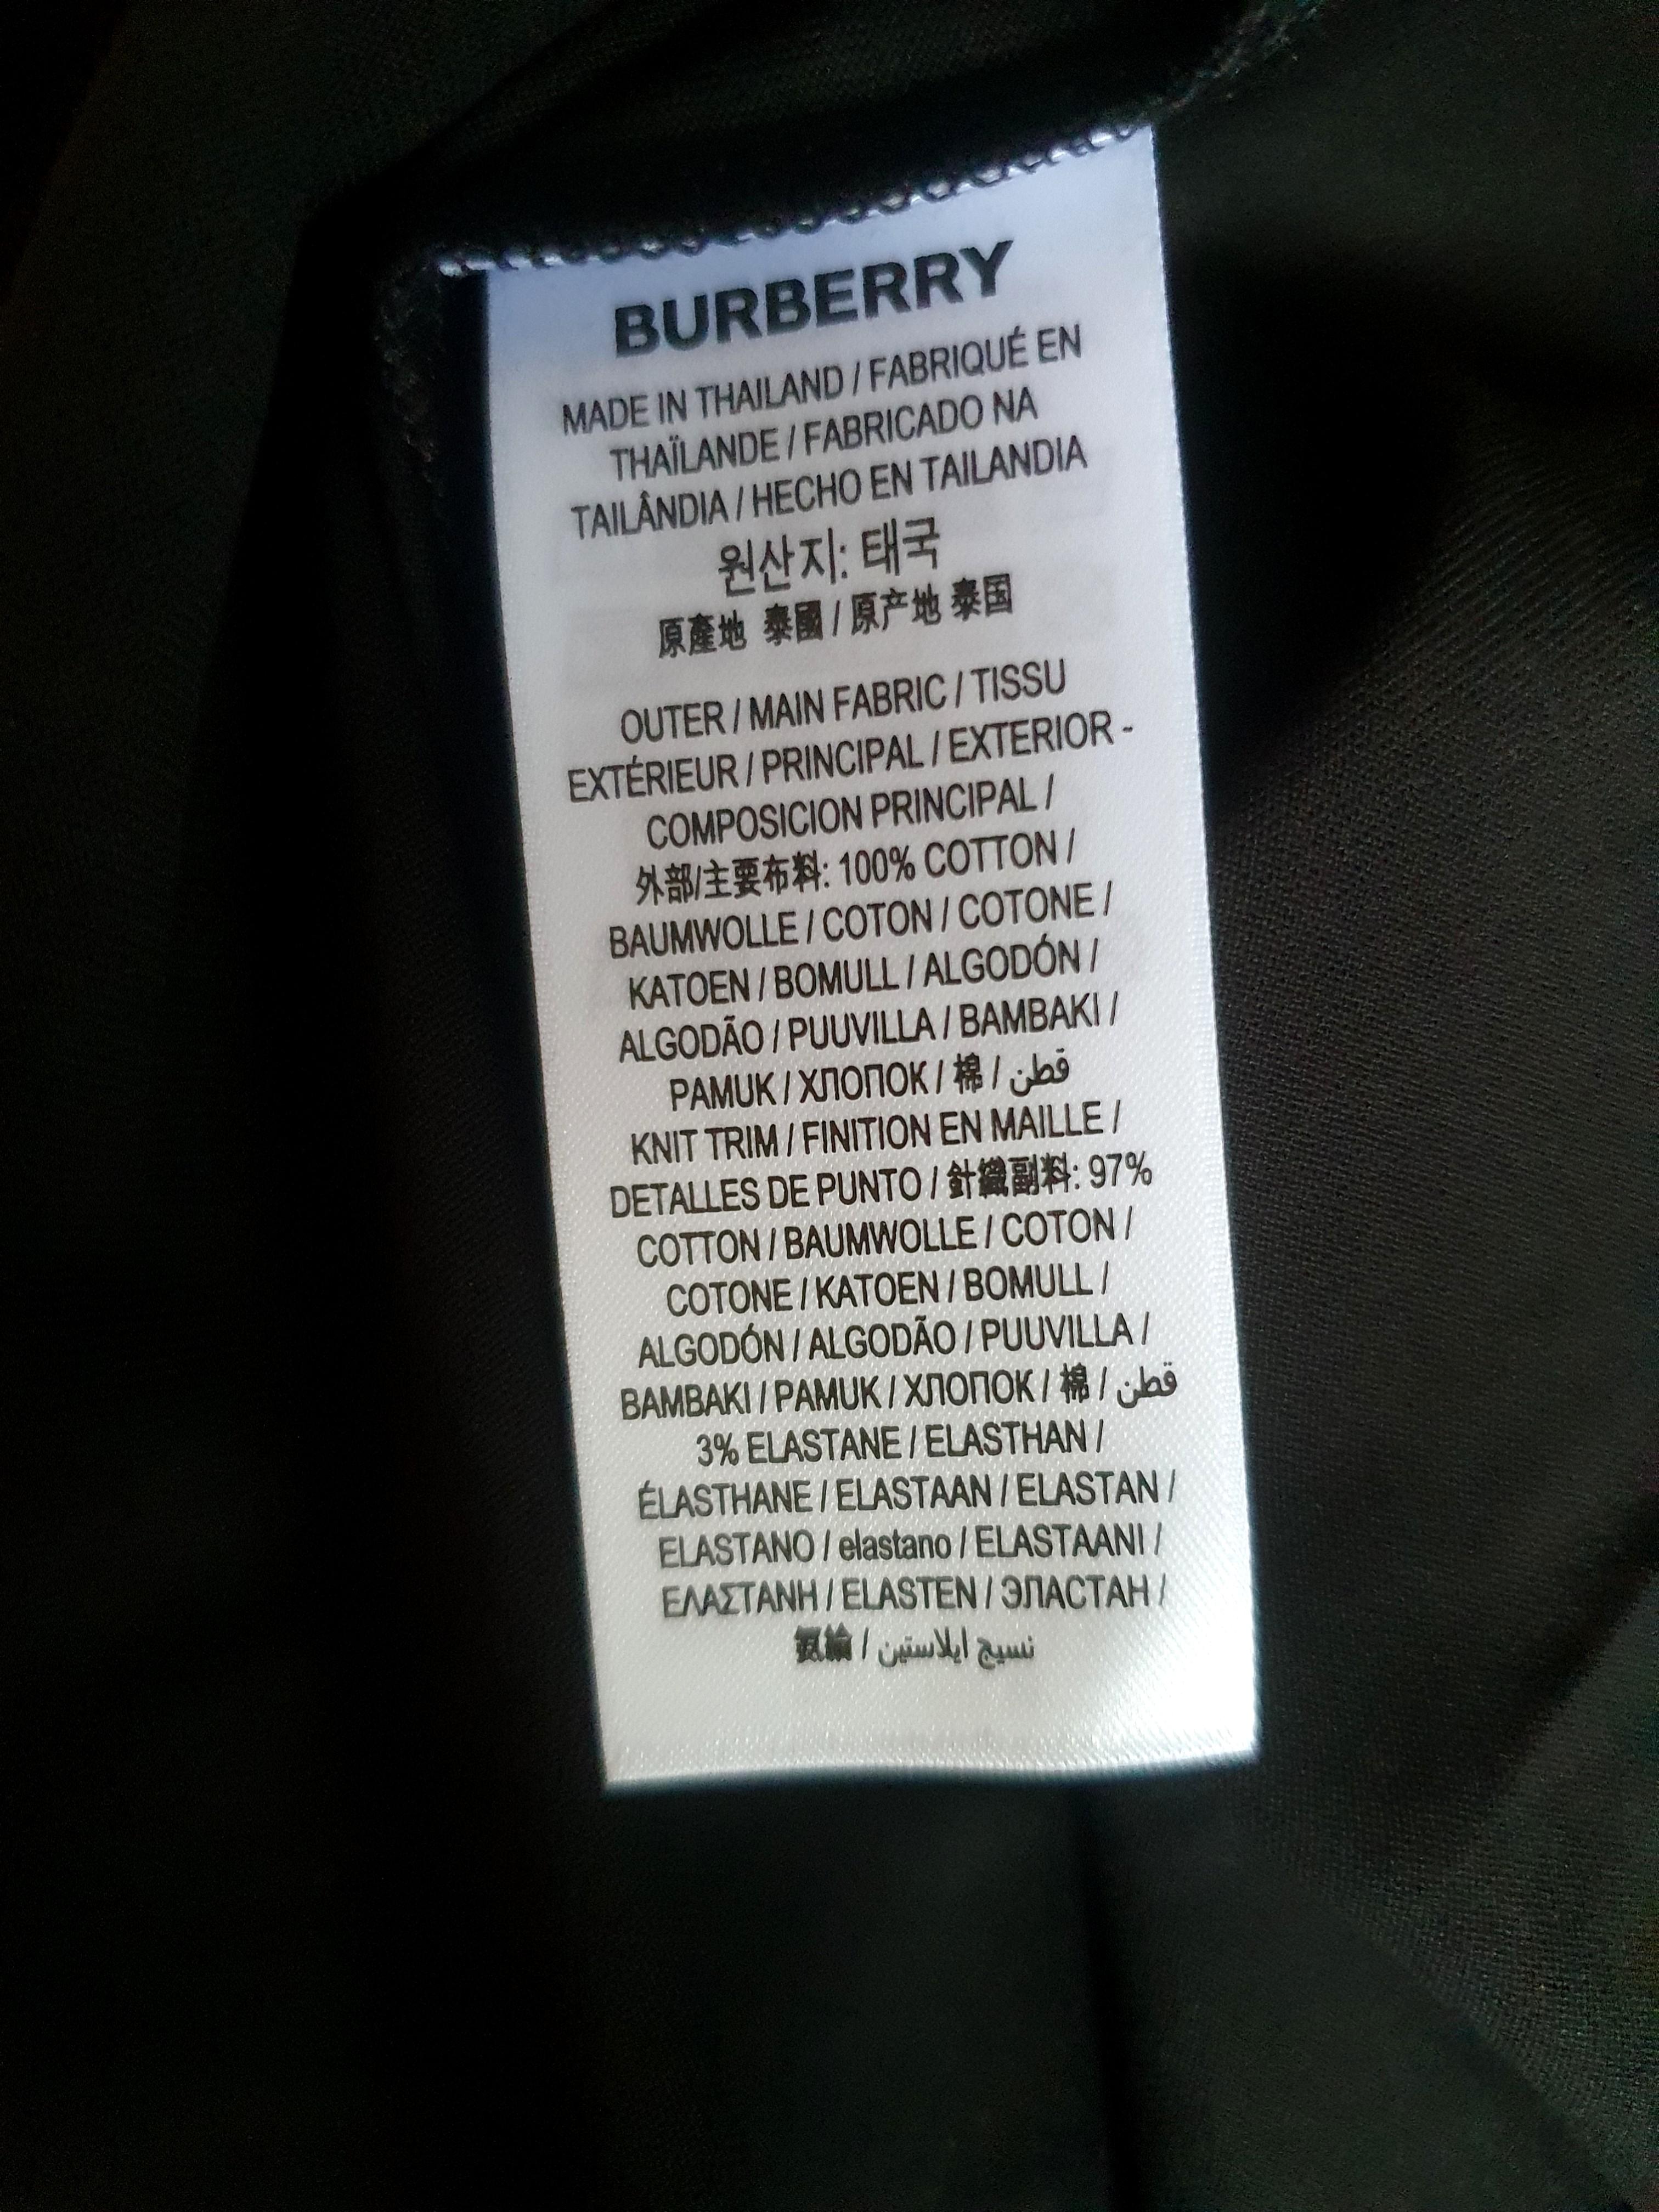 BURBERRY
MADE IN THAILAND / FABRIQUÉ EN
THAÏLANDE / FABRICADO NA
TAILÂNDIA / HECHO EN TAILANDIA
원산지: 태국
原產地 泰國 / 原产地 泰国
OUTER / MAIN FABRIC / TISSU
EXTÉRIEUR / PRINCIPAL / EXTERIOR -
COMPOSICION PRINCIPAL /
外部/主要布料: 100% COTTON /
BAUMWOLLE / COTON / COTONE /
KATOEN / BOMULL / ALGODÓN /
ALGODÃO / PUUVILLA / BAMBAKI /
PAMUK / ХЛОПОК / 棉 / قطن
KNIT TRIM / FINITION EN MAILLE /
DETALLES DE PUNTO / 針織副料: 97%
COTTON / BAUMWOLLE / COTON /
COTONE / KATOEN / BOMULL /
ALGODÓN / ALGODÃO / PUUVILLA /
BAMBAKI / PAMUK / ХЛОПОК / 棉 / قطن
3% ELASTANE / ELASTHAN /
ÉLASTHANE / ELASTAAN / ELASTAN /
ELASTANO / elastano / ELASTAANI /
ΕΛΑΣΤΑΝΗ / ELASTEN / ЭЛАСТАН /
氨綸 / نسيج ايلاستين